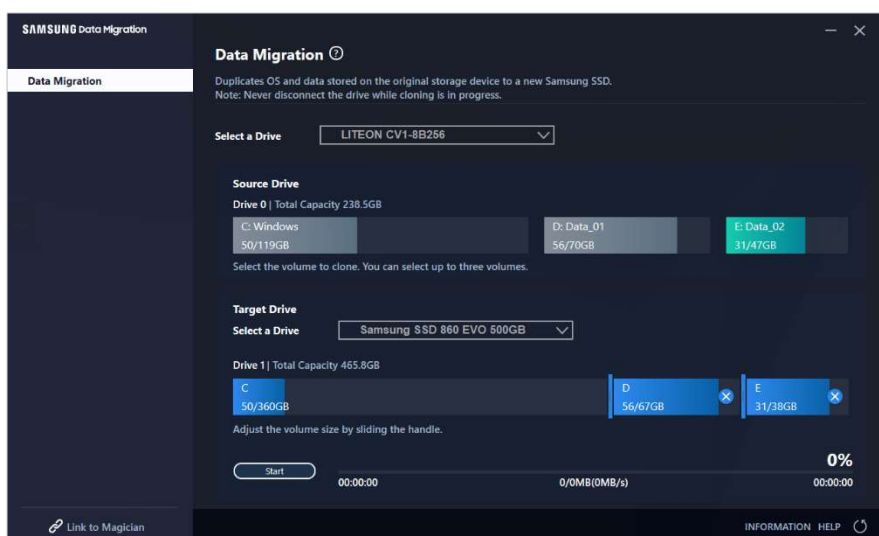 SAMSUNG Data Migration
Data Migration
Data Migration ?
Duplicates OS and data stored on the original storage device to a new Samsung SSD.
Note: Never disconnect the drive while cloning is in progress.
Select a Drive LITEON CV1-8B256
Source Drive
Drive 0 | Total Capacity 238.5GB
C: Windows D: Data_01 E: Data_02
50/119GB 56/70GB 31/47GB
Select the volume to clone. You can select up to three volumes.
Target Drive
Select a Drive Samsung SSD 860 EVO 500GB
Drive 1 | Total Capacity 465.8GB
C D E
50/360GB 56/67GB 31/38GB
Adjust the volume size by sliding the handle.
0%
Start
00:00:00 0/0MB(0MB/s) 00:00:00
Link to Magician INFORMATION HELP